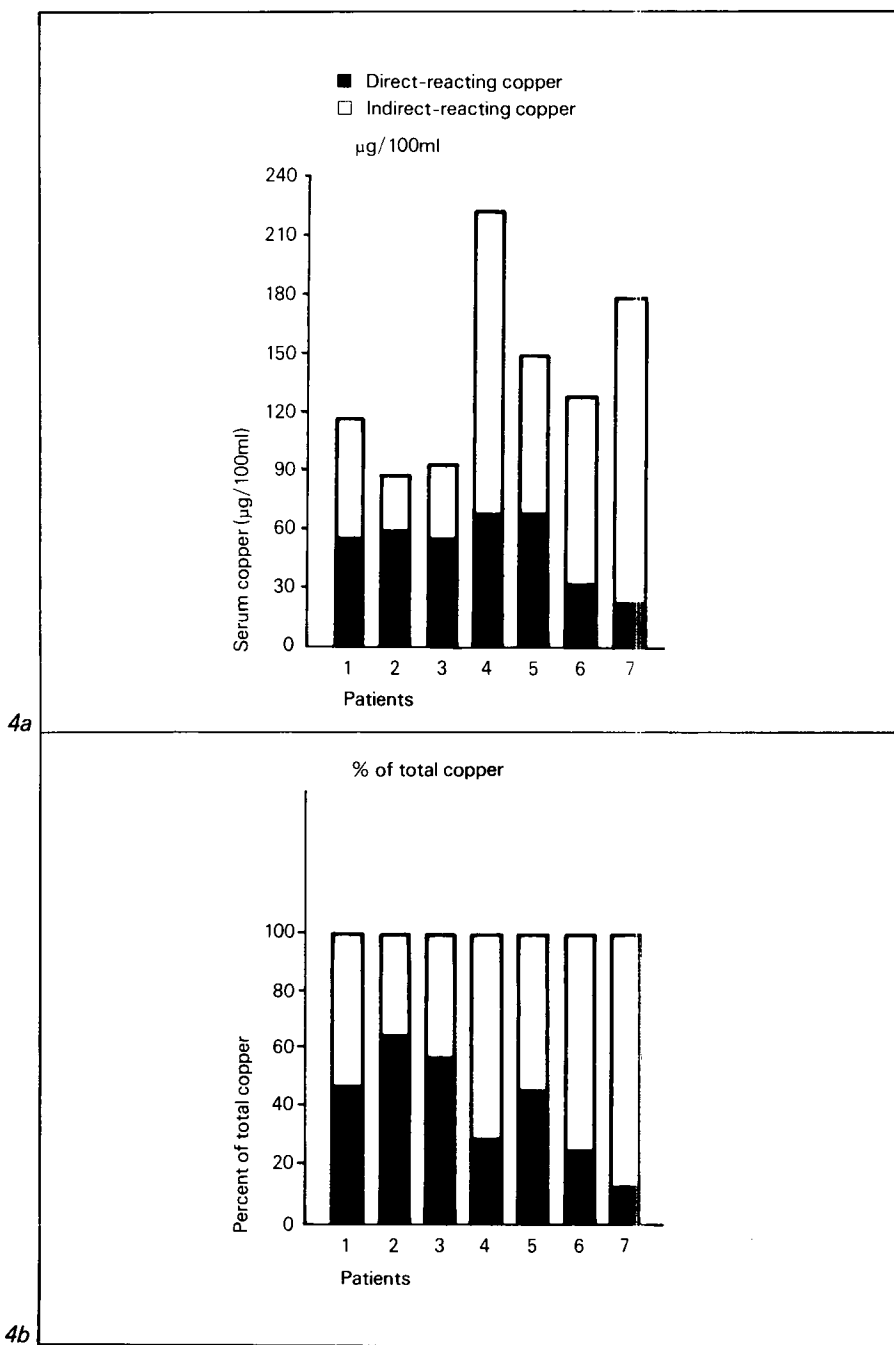 ■ Direct-reacting copper
□ Indirect-reacting copper
μg/100ml
Serum copper (μg/100ml)
240
210
180
150
120
90
60
30
0
1 2 3 4 5 6 7
Patients
4a
% of total copper
Percent of total copper
100
80
60
40
20
0
1 2 3 4 5 6 7
Patients
4b